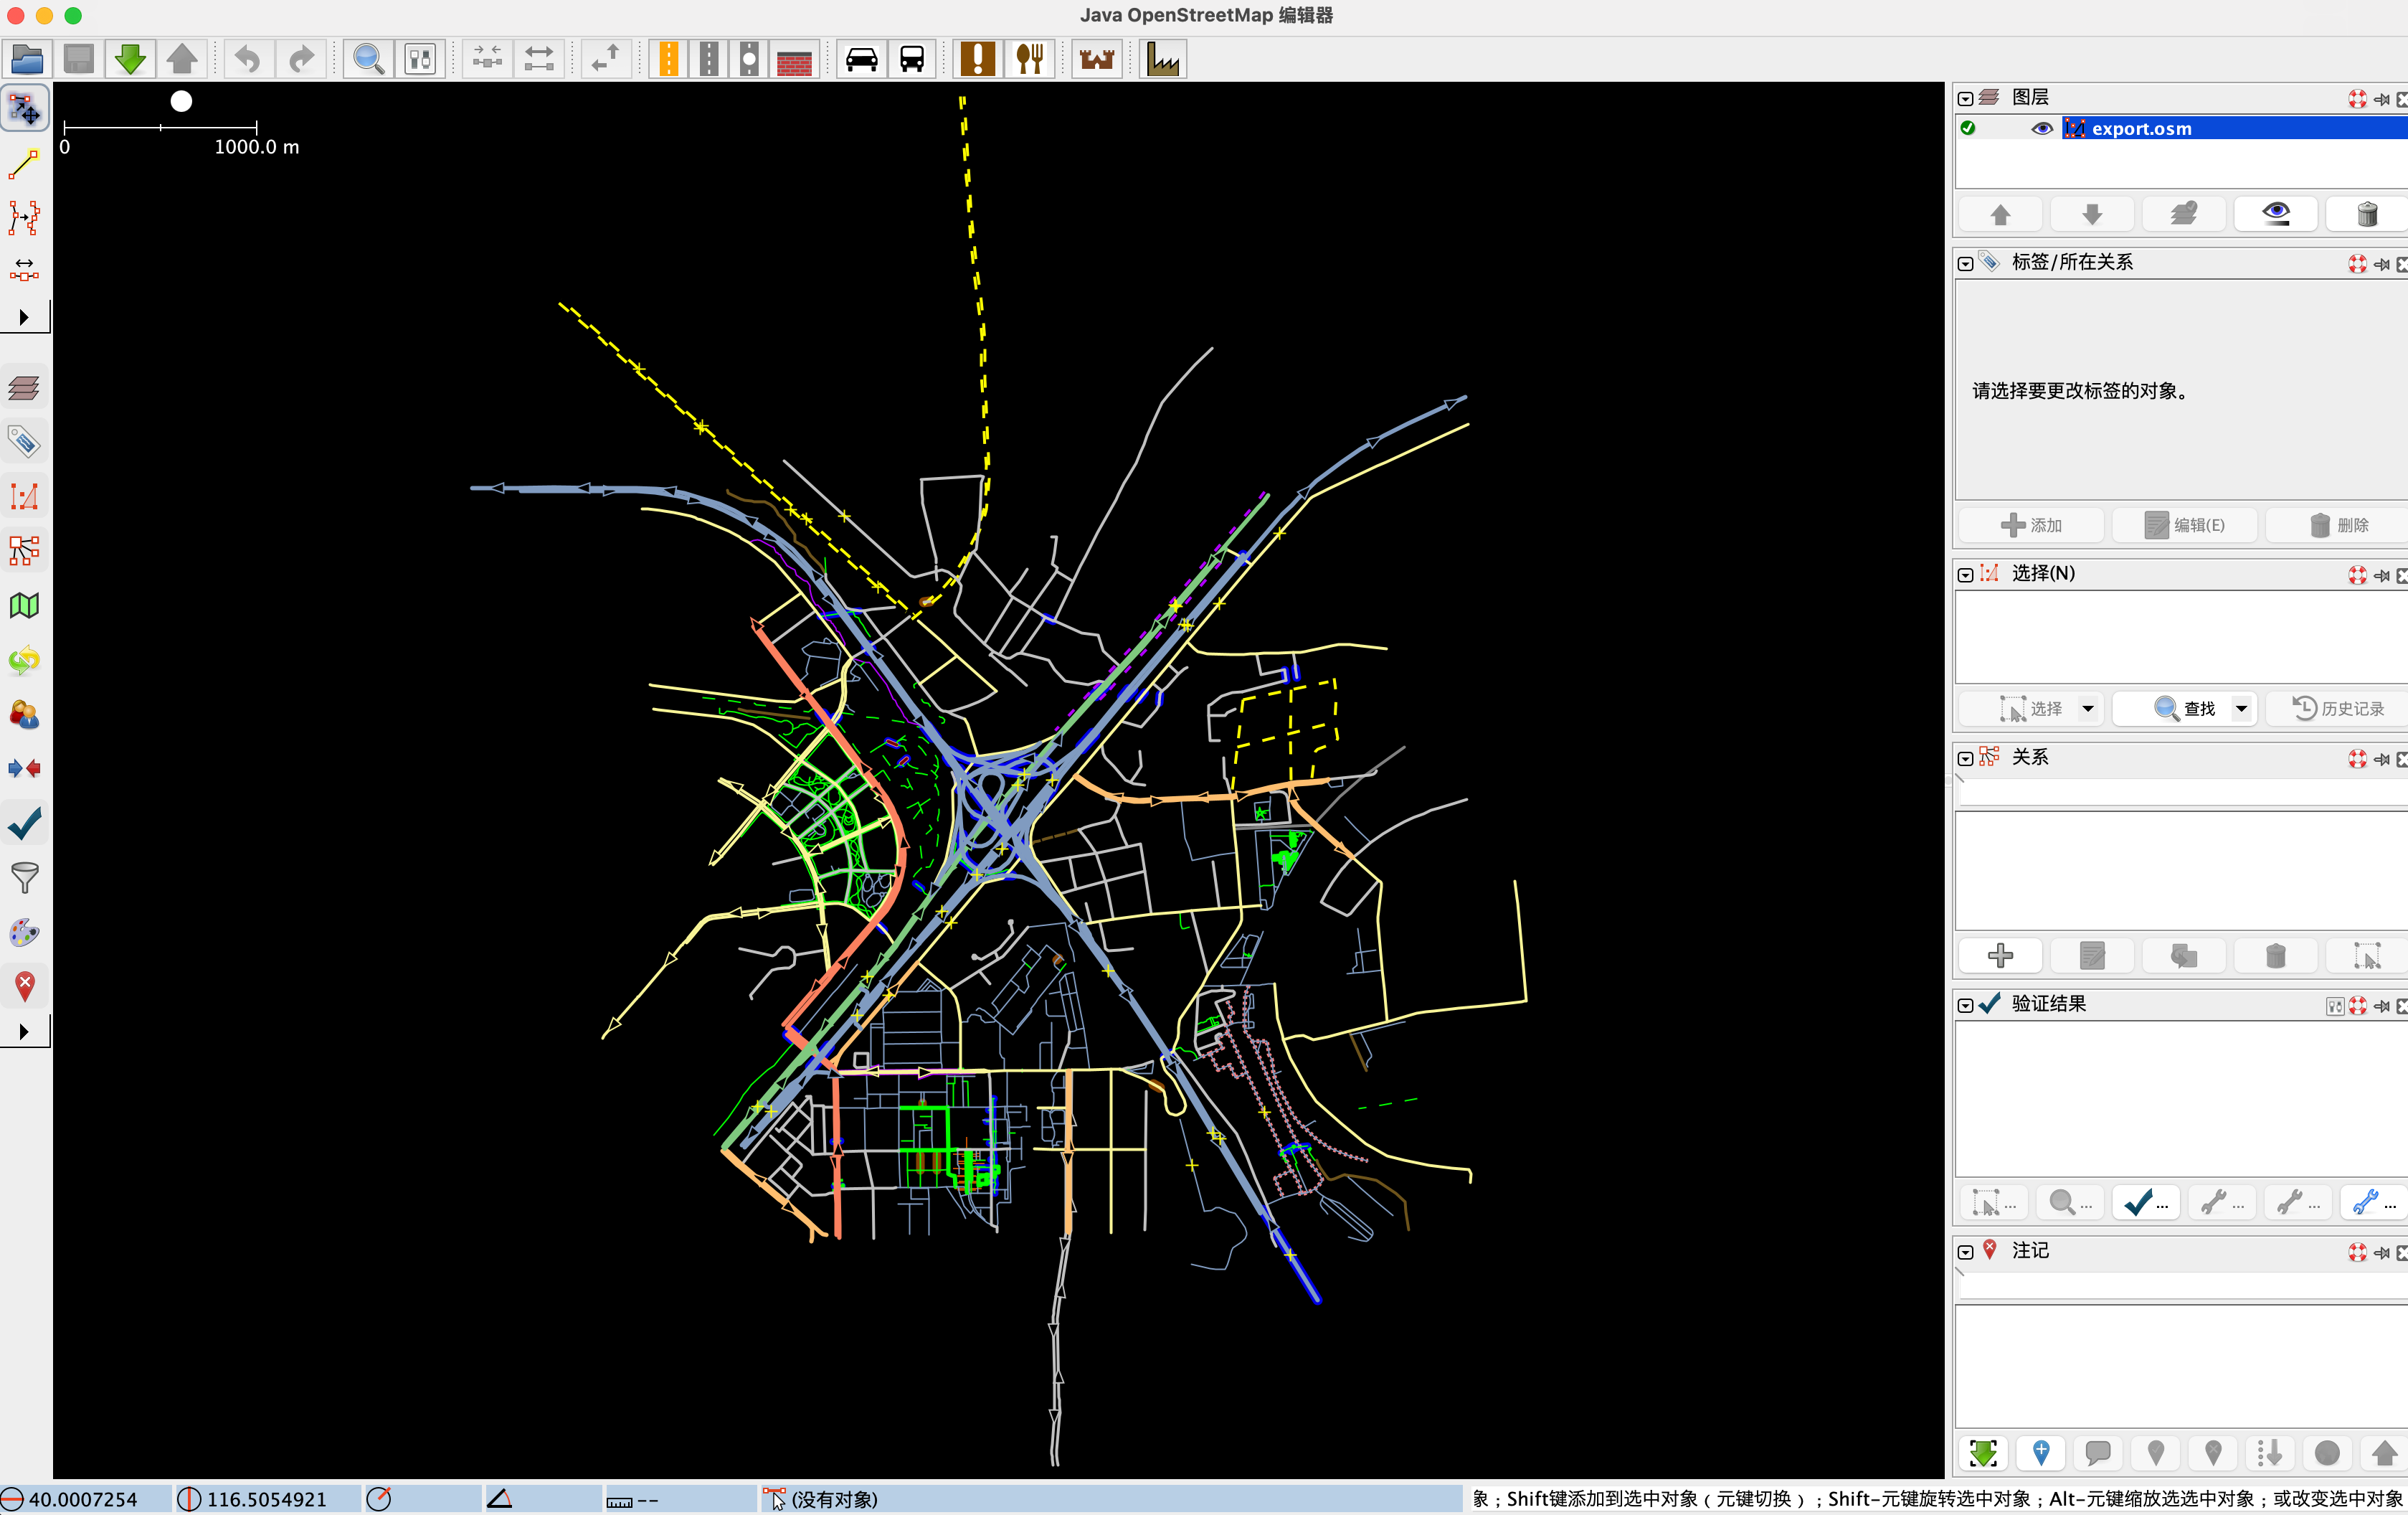 Java OpenStreetMap 编辑器
0
1000.0 m
图层
export.osm
标签/所在关系
请选择要更改标签的对象。
添加
编辑(E)
删除
选择(N)
选择
查找
历史记录
关系
验证结果
...
...
...
...
...
...
注记
40.0007254
116.5054921
--
(没有对象)
象；Shift键添加到选中对象（元键切换）；Shift-元键旋转选中对象；Alt-元键缩放选选中对象；或改变选中对象